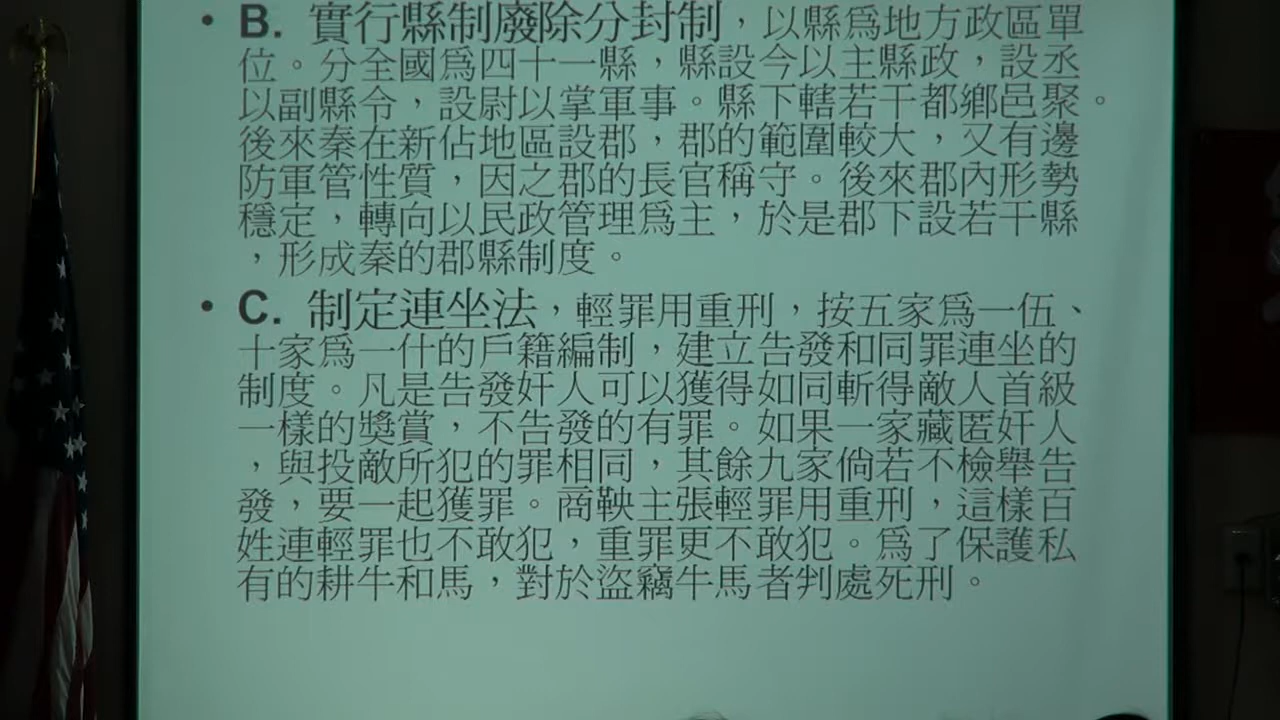 • B. 實行縣制廢除分封制，以縣爲地方政區單
位。分全國爲四十一縣，縣設今以主縣政，設丞
以副縣令，設尉以掌軍事。縣下轄若干都鄉邑聚。
後來秦在新佔地區設郡，郡的範圍較大，又有邊
防軍管性質，因之郡的長官稱守。後來郡內形勢
穩定，轉向以民政管理爲主，於是郡下設若干縣
，形成秦的郡縣制度。
• C. 制定連坐法，輕罪用重刑，按五家爲一伍、
十家爲一什的戶籍編制，建立告發和同罪連坐的
制度。凡是告發奸人可以獲得如同斬得敵人首級
一樣的獎賞，不告發的有罪。如果一家藏匿奸人
，與投敵所犯的罪相同，其餘九家倘若不檢舉告
發，要一起獲罪。商鞅主張輕罪用重刑，這樣百
姓連輕罪也不敢犯，重罪更不敢犯。爲了保護私
有的耕牛和馬，對於盜竊牛馬者判處死刑。